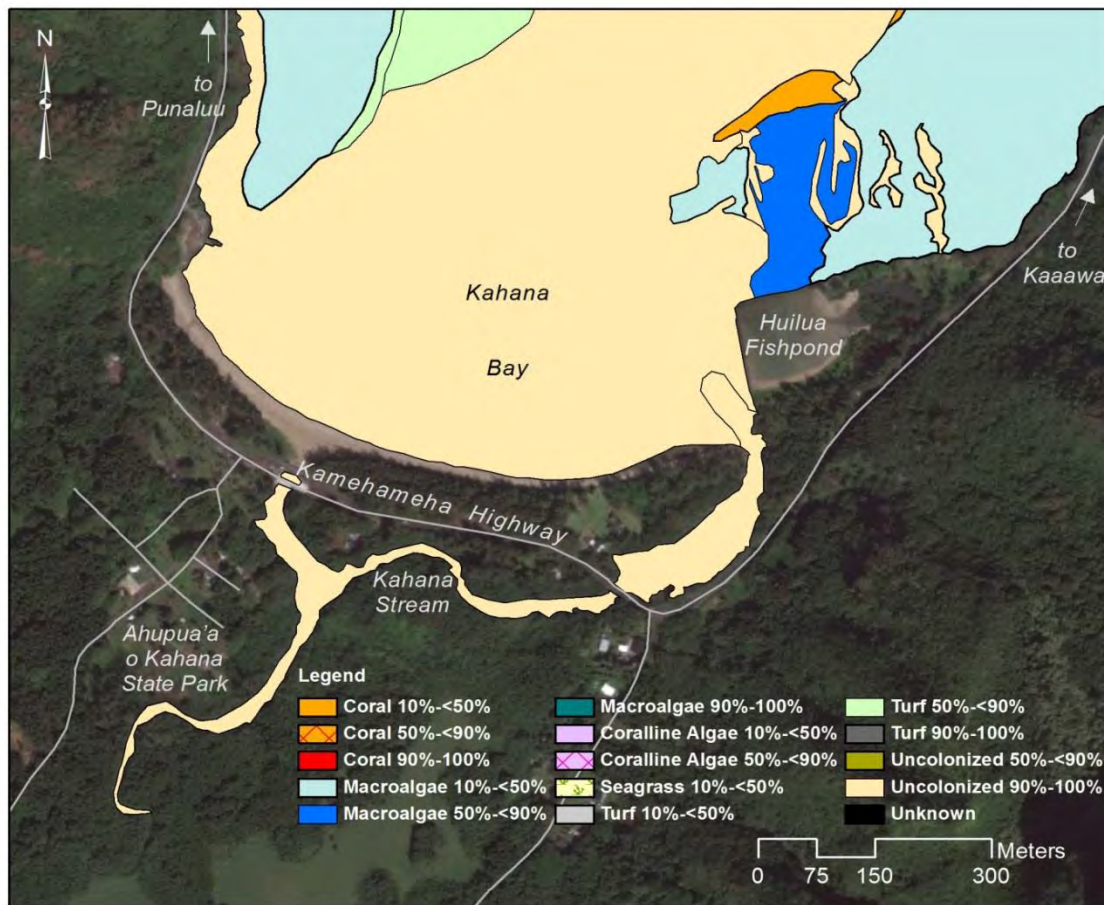 N
to
Punaluu
Kahana
Bay
Huilua
Fishpond
to
Kaaawa
Kamehameha Highway
Kahana
Stream
Ahupua'a
o Kahana
State Park
Legend
Coral 10%-<50%
Coral 50%-<90%
Coral 90%-100%
Macroalgae 10%-<50%
Macroalgae 50%-<90%
Macroalgae 90%-100%
Coralline Algae 10%-<50%
Coralline Algae 50%-<90%
Seagrass 10%-<50%
Turf 10%-<50%
Turf 50%-<90%
Turf 90%-100%
Uncolonized 50%-<90%
Uncolonized 90%-100%
Unknown
Meters
0 75 150 300